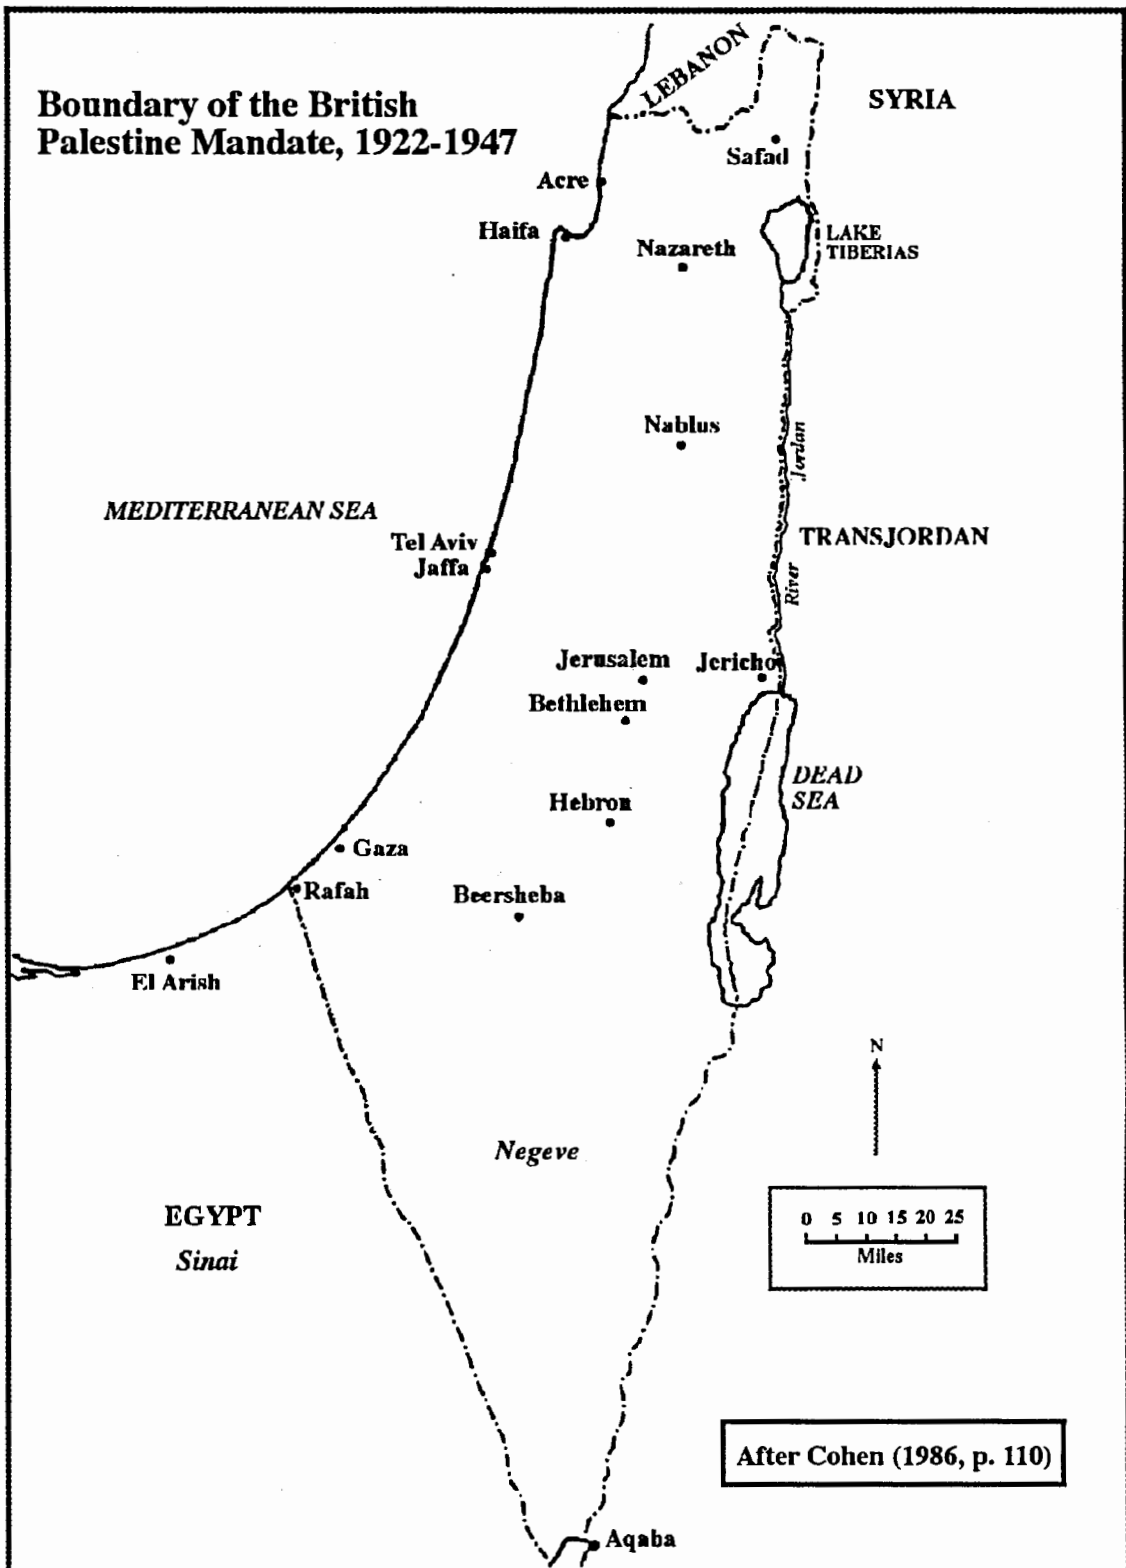 Boundary of the British
Palestine Mandate, 1922-1947
LEBANON
SYRIA
Safad
Acre
Haifa
Nazareth
LAKE
TIBERIAS
Nablus
Jordan
MEDITERRANEAN SEA
Tel Aviv
Jaffa
TRANSJORDAN
River
Jerusalem
Jericho
Bethlehem
DEAD
SEA
Hebron
Gaza
Rafah
Beersheba
El Arish
N
Negeve
EGYPT
Sinai
0 5 10 15 20 25
Miles
After Cohen (1986, p. 110)
Aqaba